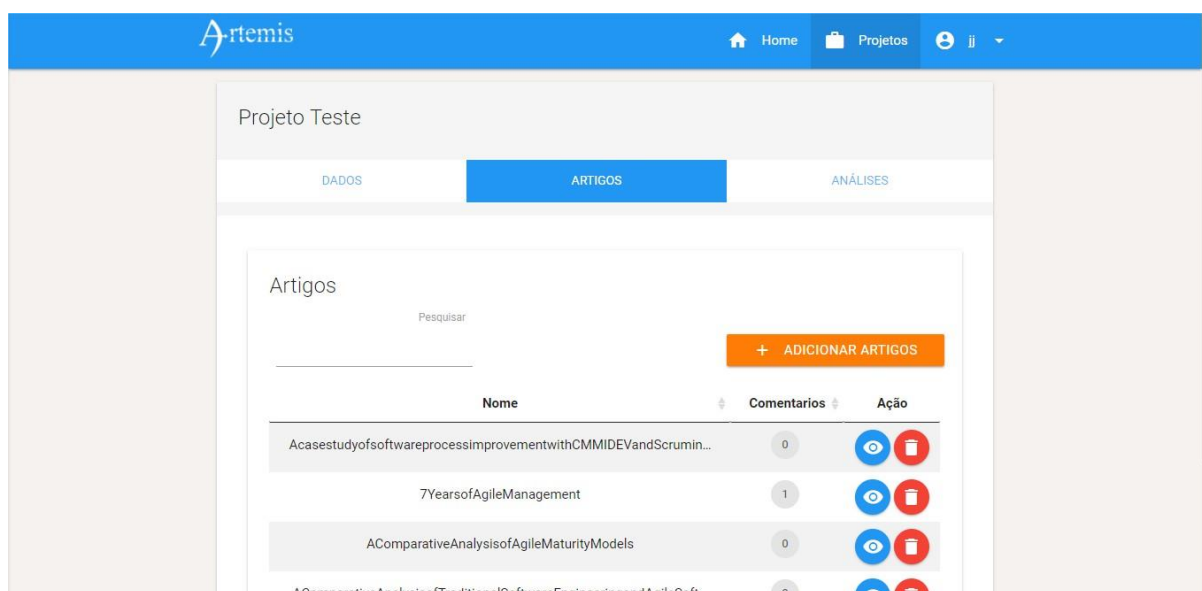 Artemis
Home Projetos jj
Projeto Teste
DADOS ARTIGOS ANÁLISES
Artigos
Pesquisar
+ ADICIONAR ARTIGOS
Nome Comentarios Ação
AcasestudyofsoftwareprocessimprovementwithCMMIDEVandScrumin... 0
7YearsofAgileManagement 1
AComparativeAnalysisofAgileMaturityModels 0